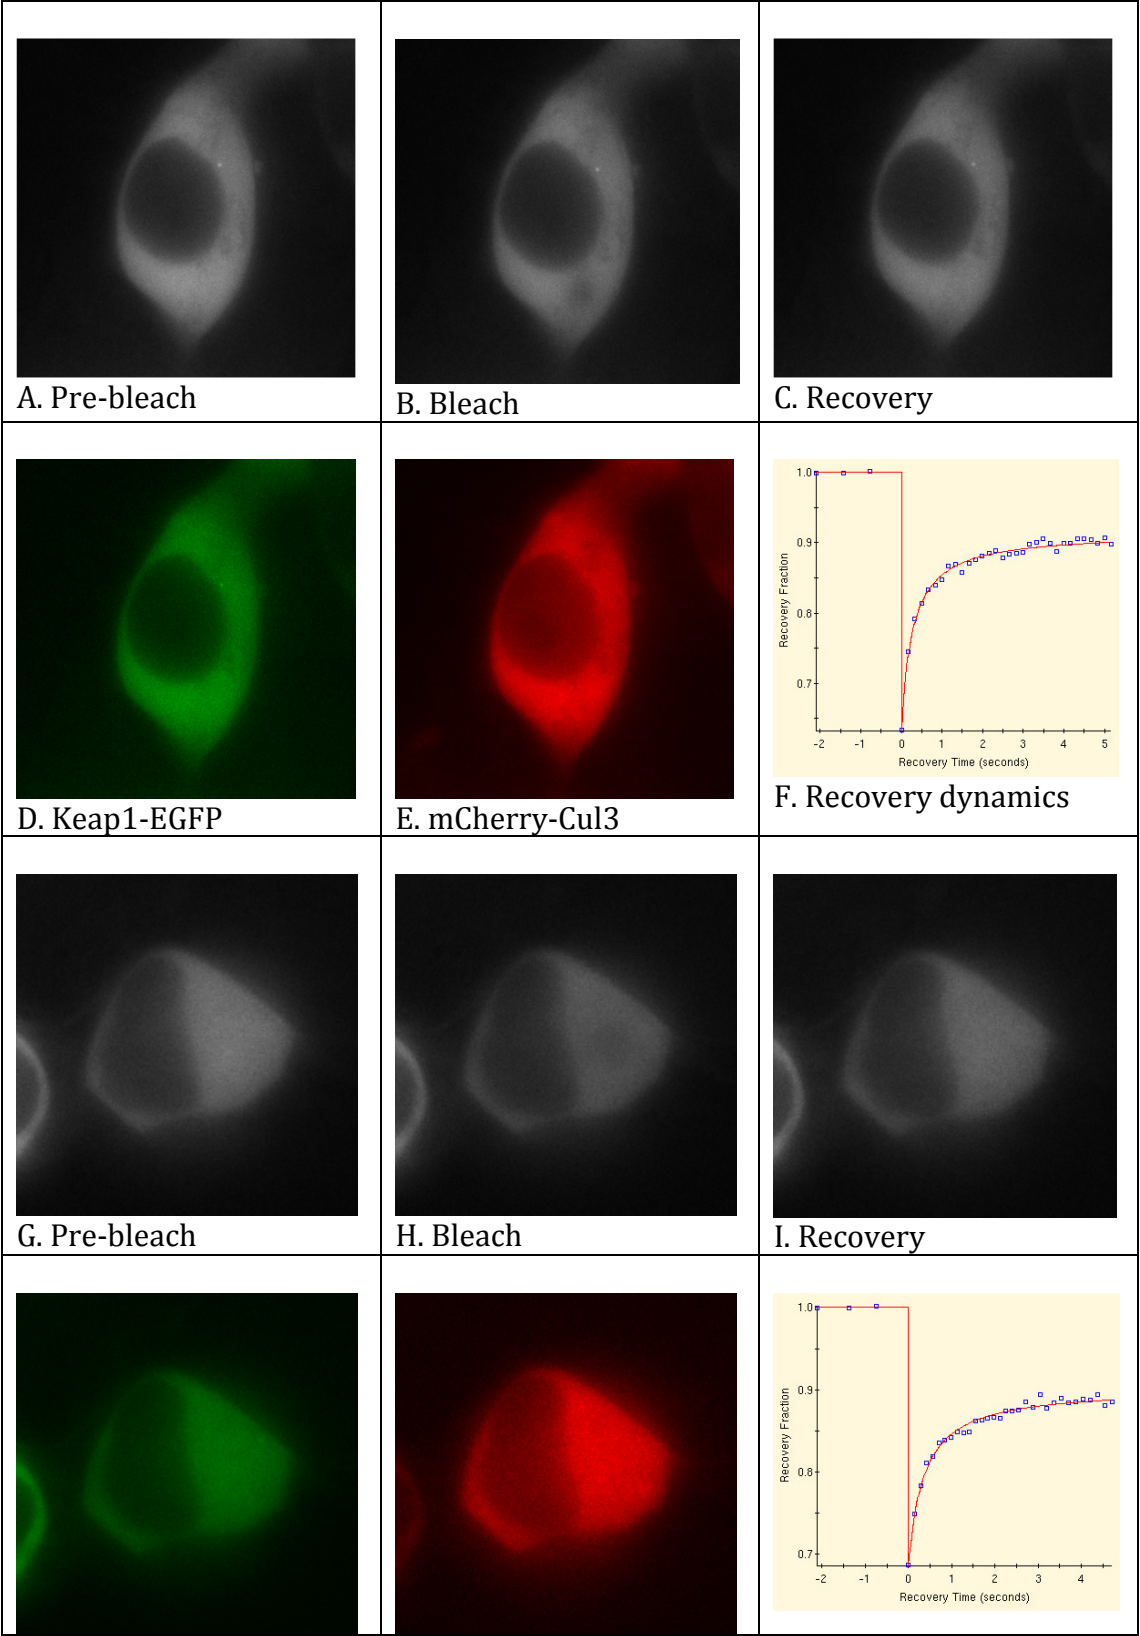 A. Pre-bleach
B. Bleach
C. Recovery
D. Keap1-EGFP
E. mCherry-Cul3
1.0
0.9
0.8
0.7
Recovery Fraction
-2 -1 0 1 2 3 4 5
Recovery Time (seconds)
F. Recovery dynamics
G. Pre-bleach
H. Bleach
I. Recovery
1.0
0.9
0.8
0.7
Recovery Fraction
-2 -1 0 1 2 3 4
Recovery Time (seconds)